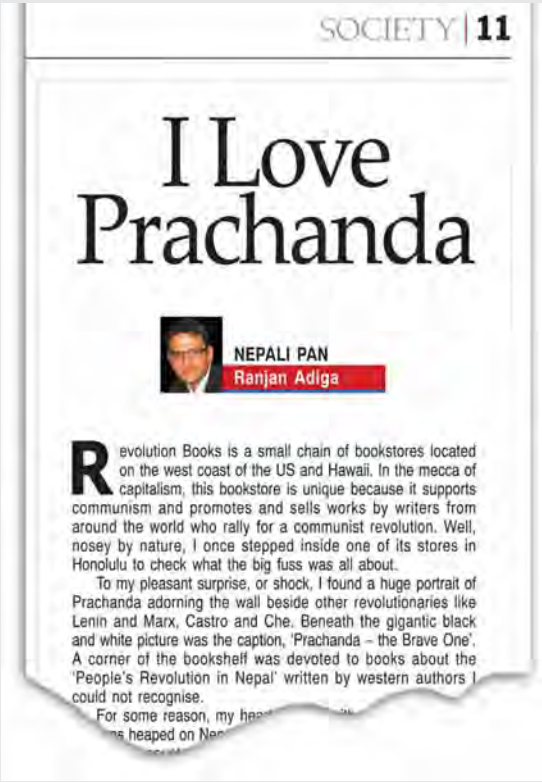 SOCIETY | 11
I Love
Prachanda
NEPALI PAN
Ranjan Adiga
Revolution Books is a small chain of bookstores located
on the west coast of the US and Hawaii. In the mecca of
capitalism, this bookstore is unique because it supports
communism and promotes and sells works by writers from
around the world who rally for a communist revolution. Well,
nosey by nature, I once stepped inside one of its stores in
Honolulu to check what the big fuss was all about.
To my pleasant surprise, or shock, I found a huge portrait of
Prachanda adorning the wall beside other revolutionaries like
Lenin and Marx, Castro and Che. Beneath the gigantic black
and white picture was the caption, 'Prachanda – the Brave One'.
A corner of the bookshelf was devoted to books about the
'People's Revolution in Nepal' written by western authors I
could not recognise.
For some reason, my
heaped on